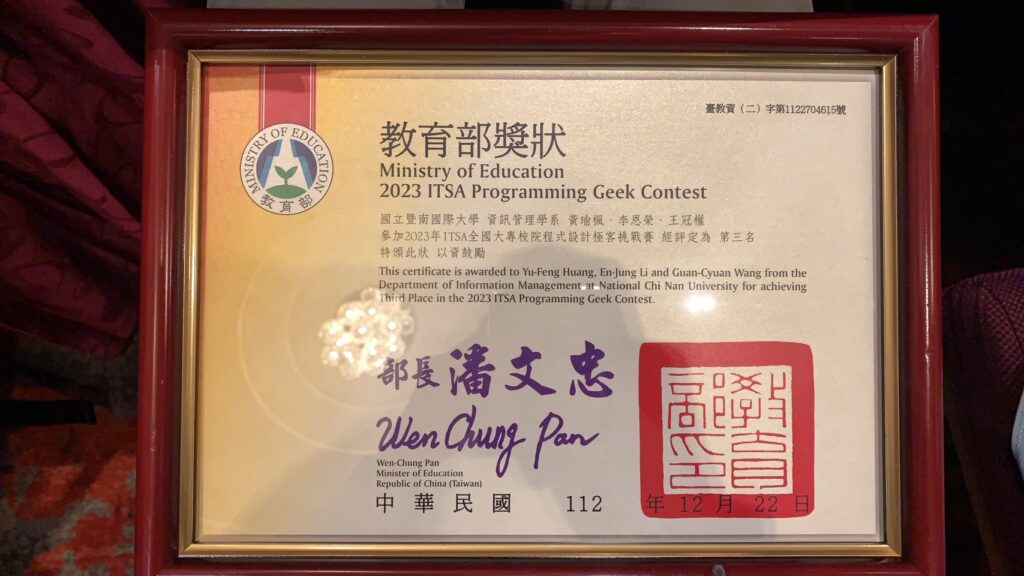 臺教資（二）字第1122704615號
MINISTRY OF EDUCATION
教育部
教育部獎狀
Ministry of Education
2023 ITSA Programming Geek Contest
國立暨南國際大學 資訊管理學系 黃瑜楓、李恩榮、王冠權
參加2023年ITSA全國大專校院程式設計極客挑戰賽 經評定為 第三名
特頒此狀 以資鼓勵
This certificate is awarded to Yu-Feng Huang, En-Jung Li and Guan-Cyuan Wang from the
Department of Information Management at National Chi Nan University for achieving
Third Place in the 2023 ITSA Programming Geek Contest.
部長 潘文忠
Wen Chung Pan
Wen-Chung Pan
Minister of Education
Republic of China (Taiwan)
教育部印
中華民國 112 年 12 月 22 日